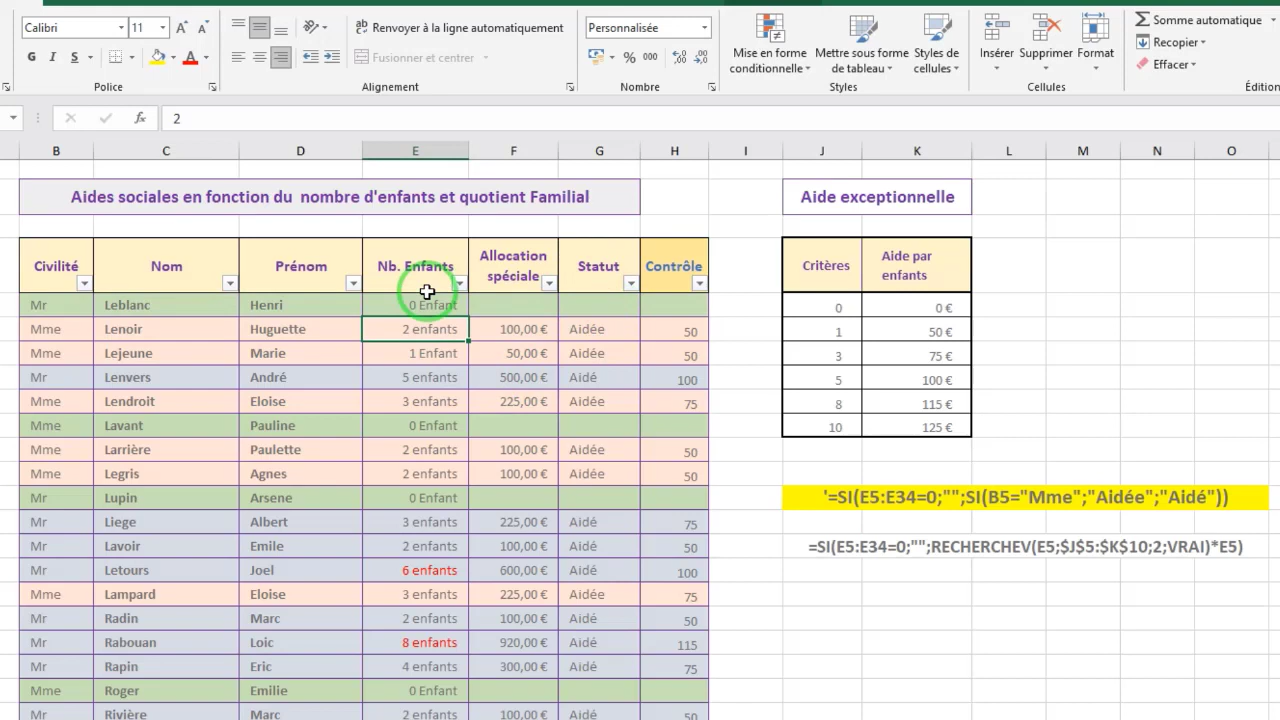 Calibri 11 Renvoyer à la ligne automatiquement Personnalisée Somme automatique
G I S A Fusionner et centrer % 000 Mise en forme conditionnelle Mettre sous forme de tableau Styles de cellules Insérer Supprimer Format Recopier
Effacer
Police Alignement Nombre Styles Cellules Édition
fx 2
B C D E F G H I J K L M N O
Aides sociales en fonction du nombre d'enfants et quotient Familial Aide exceptionnelle
Civilité Nom Prénom Nb. Enfants Allocation spéciale Statut Contrôle Critères Aide par enfants
Mr Leblanc Henri 0 Enfant 0 0 €
Mme Lenoir Huguette 2 enfants 100,00 € Aidée 50 1 50 €
Mme Lejeune Marie 1 Enfant 50,00 € Aidée 50 3 75 €
Mr Lenvers André 5 enfants 500,00 € Aidé 100 5 100 €
Mme Lendroit Eloise 3 enfants 225,00 € Aidée 75 8 115 €
Mme Lavant Pauline 0 Enfant 10 125 €
Mme Larrière Paulette 2 enfants 100,00 € Aidée 50
Mme Legris Agnes 2 enfants 100,00 € Aidée 50
Mr Lupin Arsene 0 Enfant '=SI(E5:E34=0;"";SI(B5="Mme";"Aidée";"Aidé"))
Mr Liege Albert 3 enfants 225,00 € Aidé 75
Mr Lavoir Emile 2 enfants 100,00 € Aidé 50 =SI(E5:E34=0;"";RECHERCHEV(E5;$J$5:$K$10;2;VRAI)*E5)
Mr Letours Joel 6 enfants 600,00 € Aidé 100
Mme Lampard Eloise 3 enfants 225,00 € Aidée 75
Mr Radin Marc 2 enfants 100,00 € Aidé 50
Mr Rabouan Loic 8 enfants 920,00 € Aidé 115
Mr Rapin Eric 4 enfants 300,00 € Aidé 75
Mme Roger Emilie 0 Enfant
Mr Rivière Marc 2 enfants 100,00 € Aidé 50